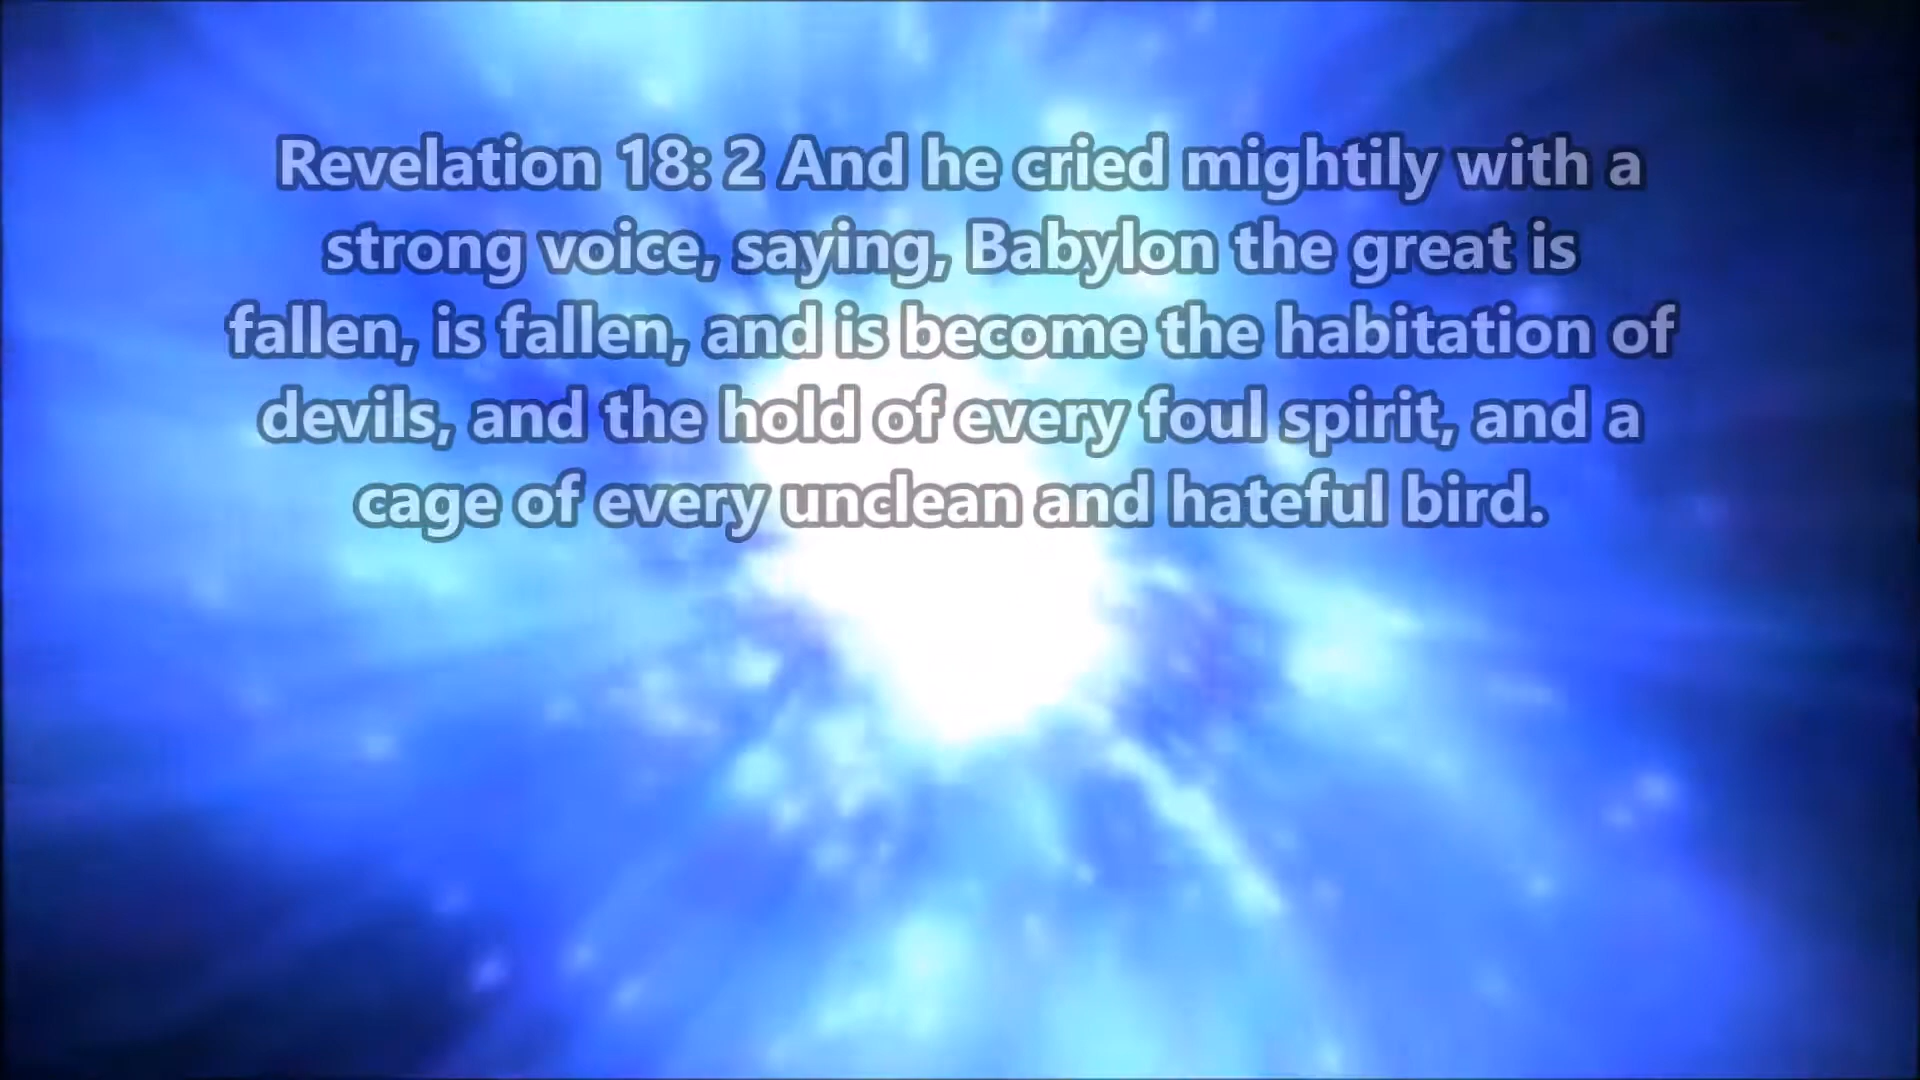 Revelation 18: 2 And he cried mightily with a
strong voice, saying, Babylon the great is
fallen, is fallen, and is become the habitation of
devils, and the hold of every foul spirit, and a
cage of every unclean and hateful bird.